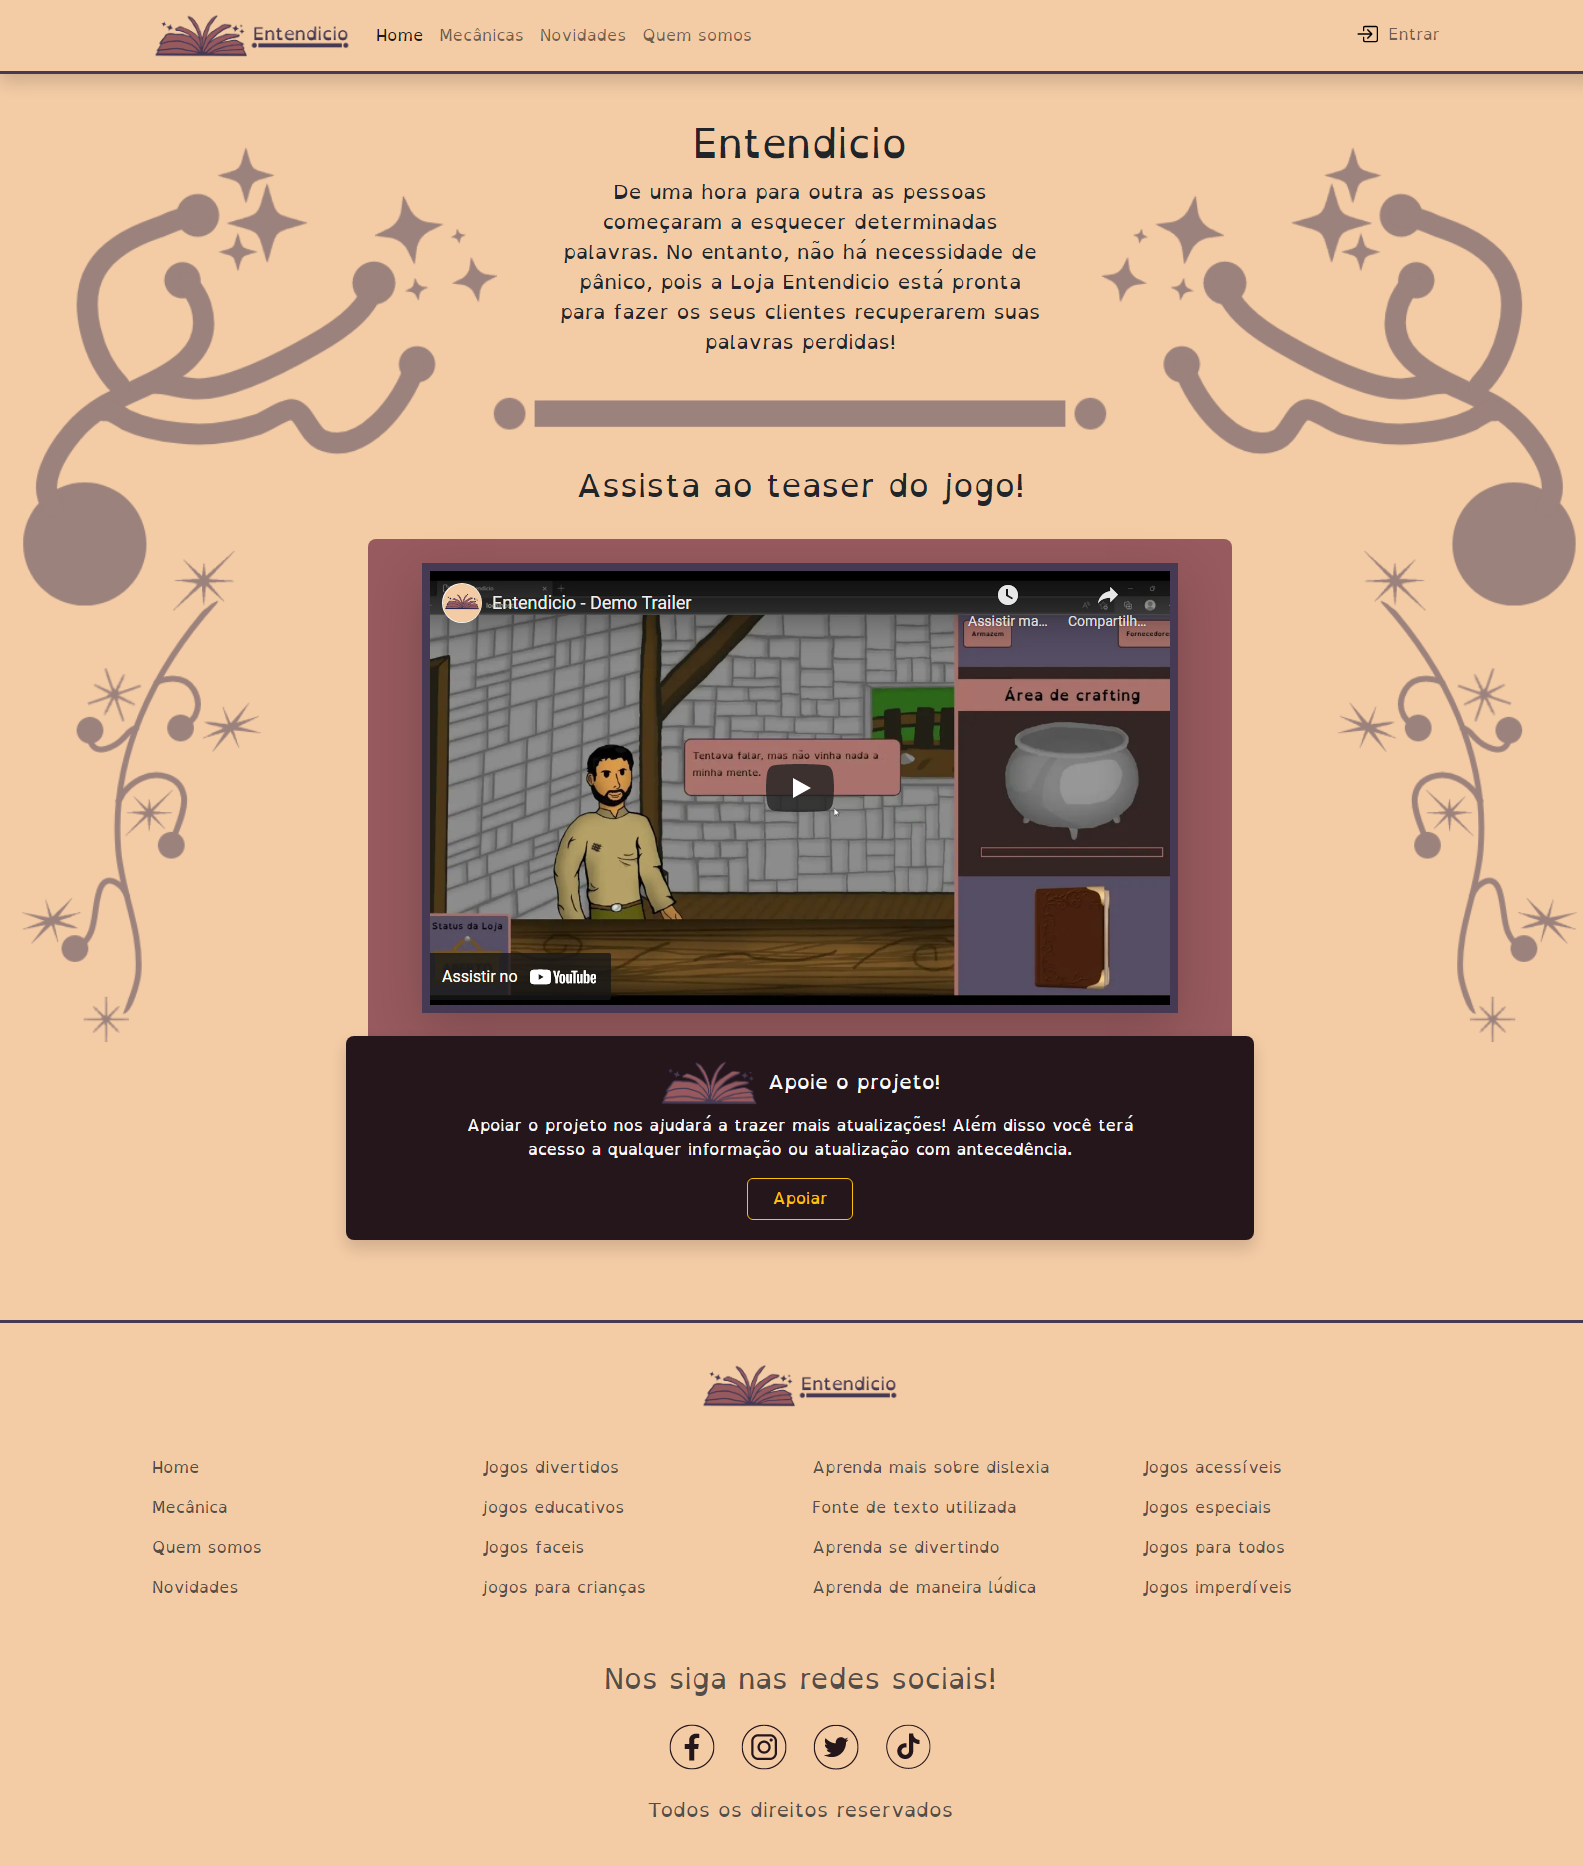 Entendicio
Home
Mecânicas
Novidades
Quem somos
Entrar
Entendicio
De uma hora para outra as pessoas
começaram a esquecer determinadas
palavras. No entanto, não há necessidade de
pânico, pois a Loja Entendicio está pronta
para fazer os seus clientes recuperarem suas
palavras perdidas!
Assista ao teaser do jogo!
Entendicio - Demo Trailer
Assistir ma...
Compartilh...
Armazem
Fornecedore
Área de crafting
Tentava falar, mas não vinha nada a
minha mente.
Status da Loja
Assistir no YouTube
Apoie o projeto!
Apoiar o projeto nos ajudará a trazer mais atualizações! Além disso você terá
acesso a qualquer informação ou atualização com antecedência.
Apoiar
Entendicio
Home
Mecânica
Quem somos
Novidades
Jogos divertidos
jogos educativos
Jogos faceis
jogos para crianças
Aprenda mais sobre dislexia
Fonte de texto utilizada
Aprenda se divertindo
Aprenda de maneira lúdica
Jogos acessíveis
Jogos especiais
Jogos para todos
Jogos imperdíveis
Nos siga nas redes sociais!
Todos os direitos reservados